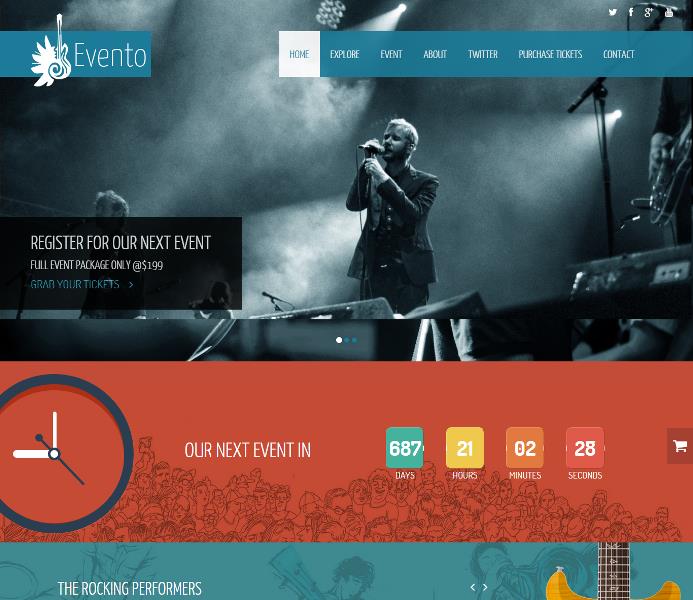 Evento
HOME EXPLORE EVENT ABOUT TWITTER PURCHASE TICKETS CONTACT
REGISTER FOR OUR NEXT EVENT
FULL EVENT PACKAGE ONLY @$199
GRAB YOUR TICKETS >
OUR NEXT EVENT IN
687 21 02 28
DAYS HOURS MINUTES SECONDS
THE ROCKING PERFORMERS